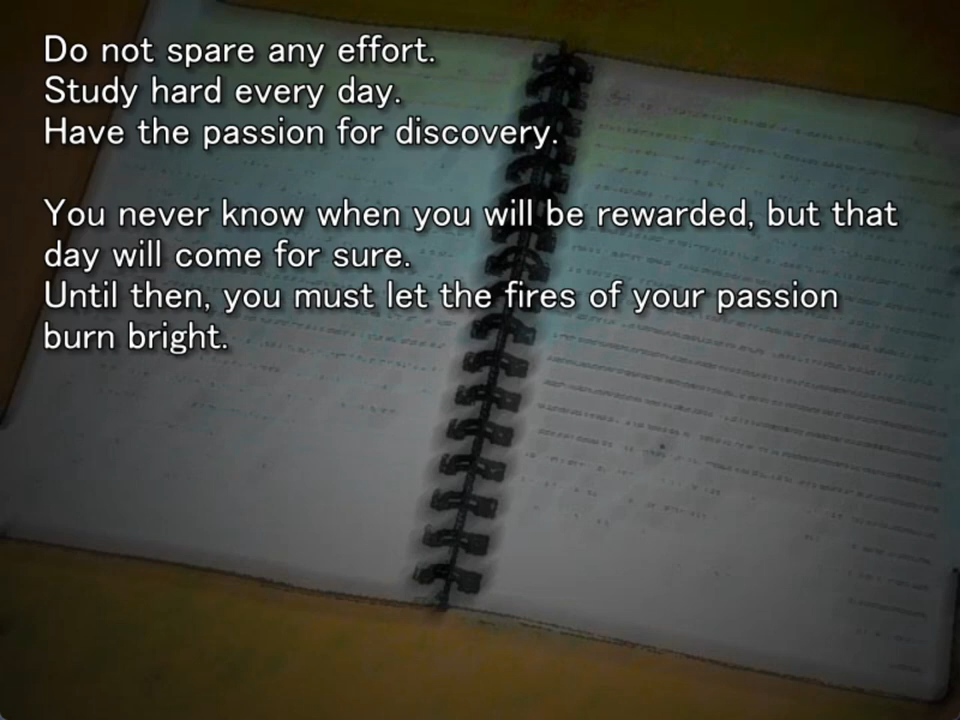 Do not spare any effort.
Study hard every day.
Have the passion for discovery.
You never know when you will be rewarded, but that
day will come for sure.
Until then, you must let the fires of your passion
burn bright.